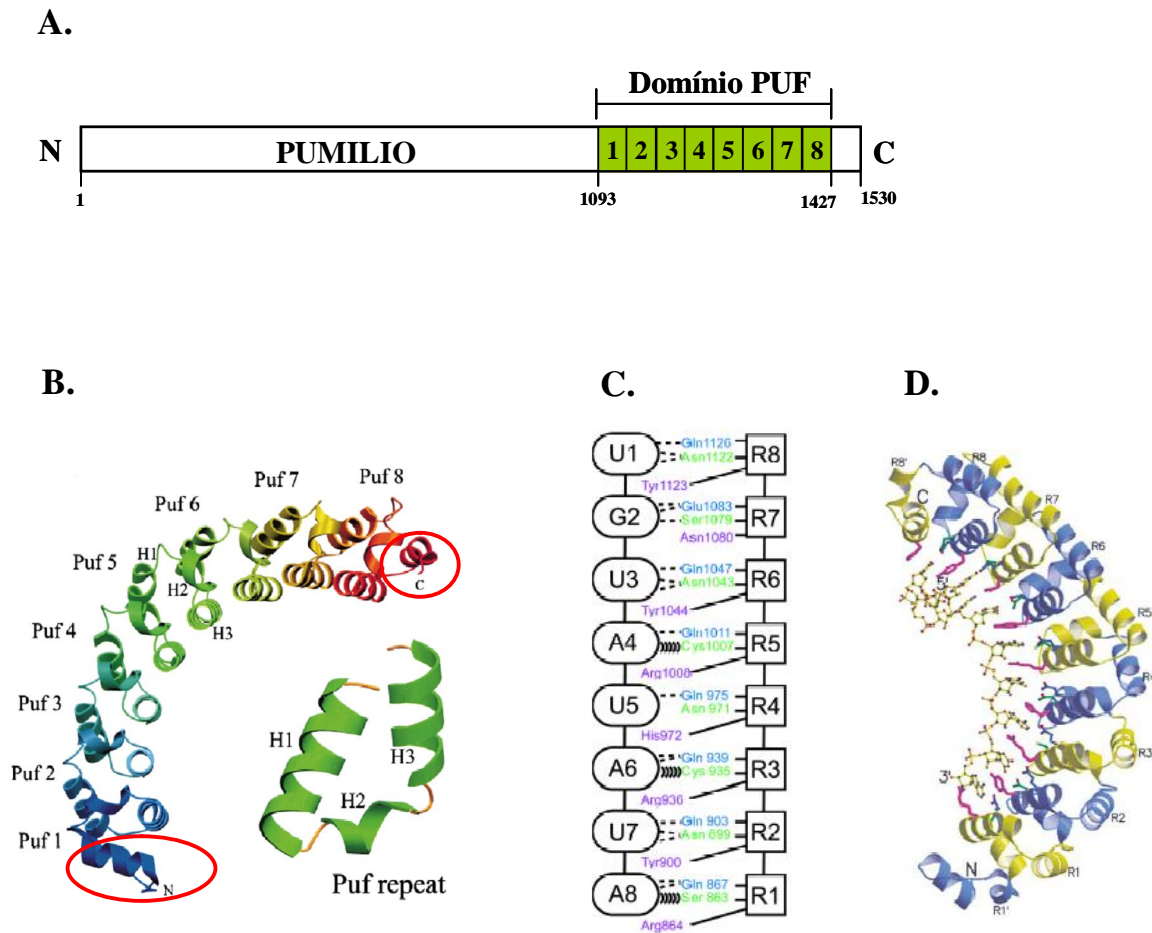 A.
Domínio PUF
N PUMILIO 1 2 3 4 5 6 7 8 C
1 1093 1427 1530
B.
Puf 8
Puf 7
Puf 6
Puf 5
H1
H2
H3
Puf 4
Puf 3
Puf 2
Puf 1
N
C
H1
H2
H3
Puf repeat
C.
U1 Gln1126 R8
Asn1122
Tyr1123
G2 Glu1083 R7
Ser1079
Asn1080
U3 Gln1047 R6
Asn1043
Tyr1044
A4 Gln1011 R5
Cys1007
Arg1008
U5 Gln 975 R4
Asn 971
His972
A6 Gln 939 R3
Cys 935
Arg936
U7 Gln 903 R2
Asn 899
Tyr900
A8 Gln 867 R1
Ser 863
Arg864
D.
R8'
R8
C
R7
R6
5'
R5
R3
3'
R2
N
R1
R1'